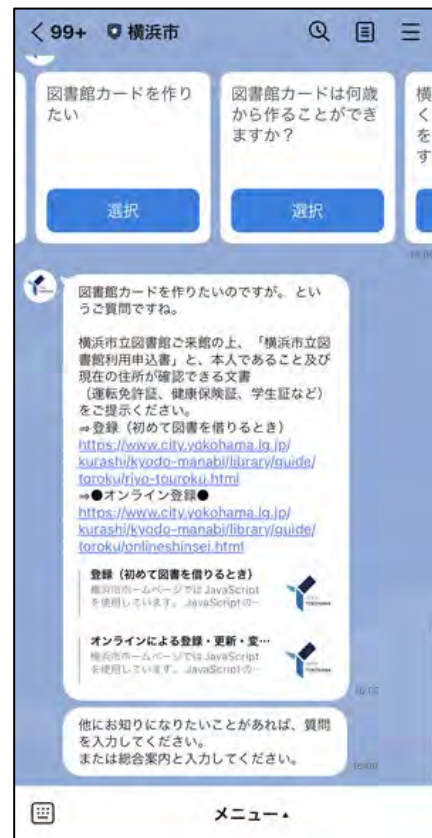 99+ 横浜市
図書館カードを作り
たい
選択
図書館カードは何歳
から作ることができ
ますか？
選択
横
く
を
す
図書館カードを作りたいのですが。 とい
うご質問ですね。
横浜市立図書館ご来館の上、「横浜市立図
書館利用申込書」と、本人であること及び
現在の住所が確認できる文書
（運転免許証、健康保険証、学生証など）
をご提示ください。
⇒登録（初めて図書を借りるとき）
https://www.city.yokohama.lg.jp/
kurashi/kyodo-manabi/library/guide/
toroku/riyo-touroku.html
⇒●オンライン登録●
https://www.city.yokohama.lg.jp/
kurashi/kyodo-manabi/library/guide/
toroku/onlineshinsei.html
登録（初めて図書を借りるとき）
横浜市ホームページではJavaScript
を使用しています。JavaScriptの…
オンラインによる登録・更新・変…
横浜市ホームページではJavaScript
を使用しています。JavaScriptの…
他にお知りになりたいことがあれば、質問
を入力してください。
または総合案内と入力してください。
メニュー▲